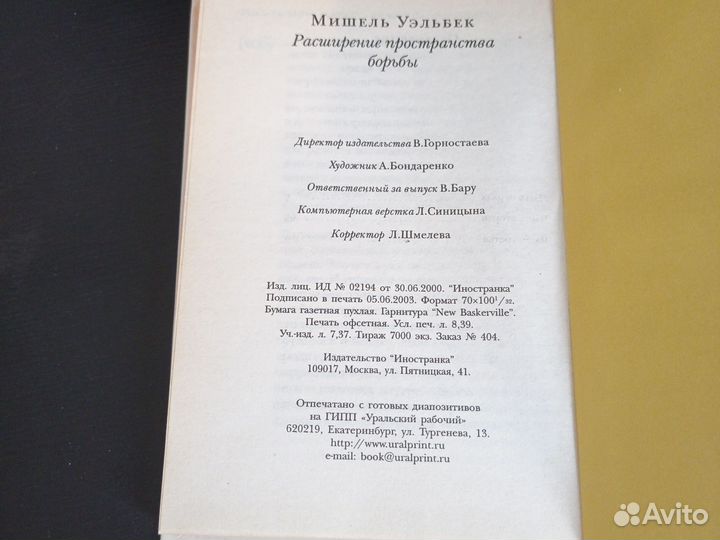 Мишель Уэльбек
Расширение пространства
борьбы
Директор издательства В.Горностаева
Художник А.Бондаренко
Ответственный за выпуск В.Бару
Компьютерная верстка Л.Синицына
Корректор Л.Шмелева
Изд. лиц. ИД № 02194 от 30.06.2000. "Иностранка"
Подписано в печать 05.06.2003. Формат 70×100¹/₃₂.
Бумага газетная пухлая. Гарнитура "New Baskerville".
Печать офсетная. Усл. печ. л. 8,39.
Уч.-изд. л. 7,37. Тираж 7000 экз. Заказ № 404.
Издательство "Иностранка"
109017, Москва, ул. Пятницкая, 41.
Отпечатано с готовых диапозитивов
на ГИПП «Уральский рабочий»
620219, Екатеринбург, ул. Тургенева, 13.
http://www.uralprint.ru
e-mail: book@uralprint.ru
Avito